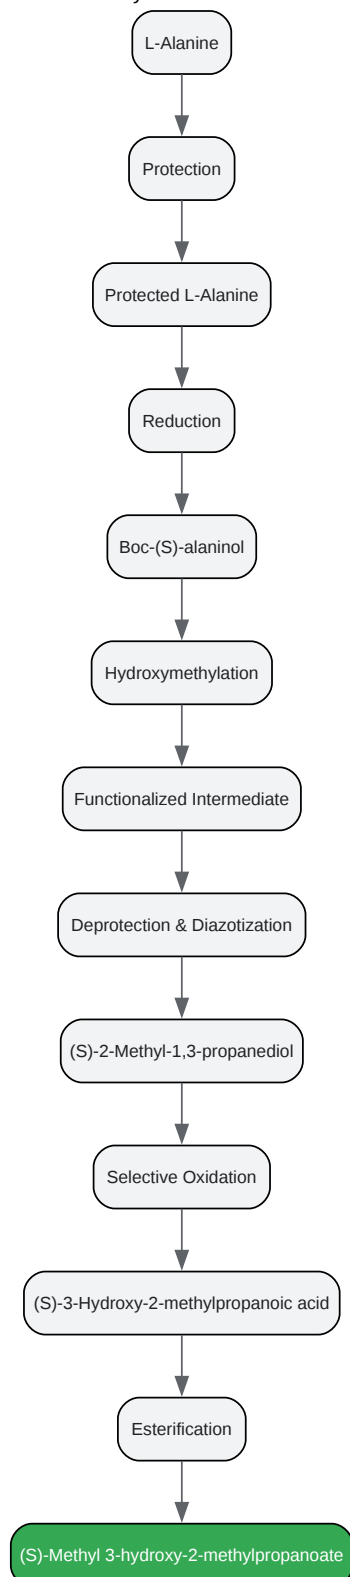 L-Alanine
Protection
Protected L-Alanine
Reduction
Boc-(S)-alaninol
Hydroxymethylation
Functionalized Intermediate
Deprotection & Diazotization
(S)-2-Methyl-1,3-propanediol
Selective Oxidation
(S)-3-Hydroxy-2-methylpropanoic acid
Esterification
(S)-Methyl 3-hydroxy-2-methylpropanoate